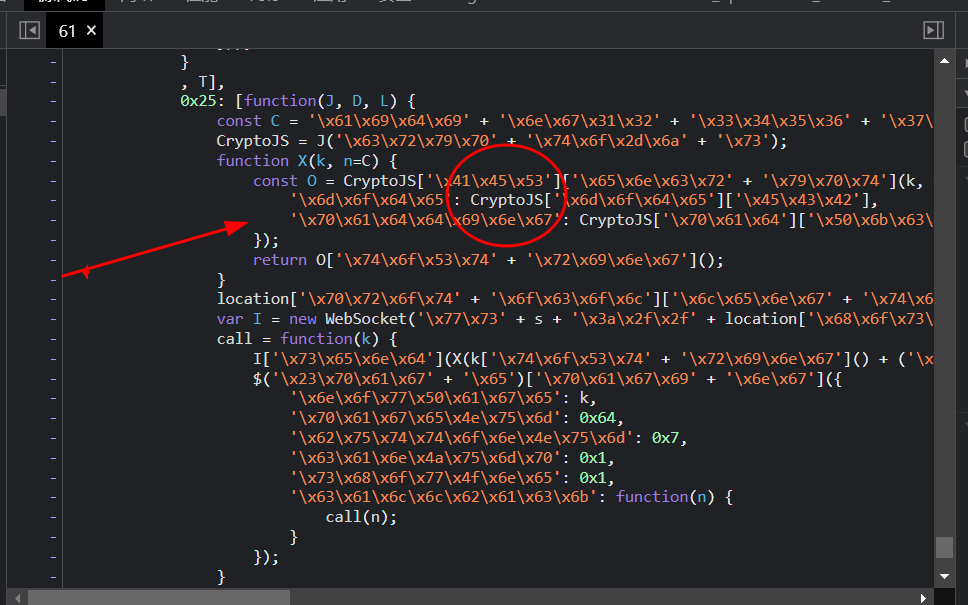 61 ×
}
, T],
0x25: [function(J, D, L) {
const C = '\x61\x69\x64\x69' + '\x6e\x67\x31\x32' + '\x33\x34\x35\x36' + '\x37\
CryptoJS = J('\x63\x72\x79\x70' + '\x74\x6f\x2d\x6a' + '\x73');
function X(k, n=C) {
const O = CryptoJS['\x41\x45\x53']['\x65\x6e\x63\x72' + '\x79\x70\x74'](k,
'\x6d\x6f\x64\x65': CryptoJS['\x6d\x6f\x64\x65']['\x45\x43\x42'],
'\x70\x61\x64\x64\x69\x6e\x67': CryptoJS['\x70\x61\x64']['\x50\x6b\x63\
});
return O['\x74\x6f\x53\x74' + '\x72\x69\x6e\x67']();
}
location['\x70\x72\x6f\x74' + '\x6f\x63\x6f\x6c']['\x6c\x65\x6e\x67' + '\x74\x6
var I = new WebSocket('\x77\x73' + s + '\x3a\x2f\x2f' + location['\x68\x6f\x73\
call = function(k) {
I['\x73\x65\x6e\x64'](X(k['\x74\x6f\x53\x74' + '\x72\x69\x6e\x67']() + ('\x
$('\x23\x70\x61\x67' + '\x65')['\x70\x61\x67\x69' + '\x6e\x67']({
'\x6e\x6f\x77\x50\x61\x67\x65': k,
'\x70\x61\x67\x65\x4e\x75\x6d': 0x64,
'\x62\x75\x74\x74\x6f\x6e\x4e\x75\x6d': 0x7,
'\x63\x61\x6e\x4a\x75\x6d\x70': 0x1,
'\x73\x68\x6f\x77\x4f\x6e\x65': 0x1,
'\x63\x61\x6c\x6c\x62\x61\x63\x6b': function(n) {
call(n);
}
});
}